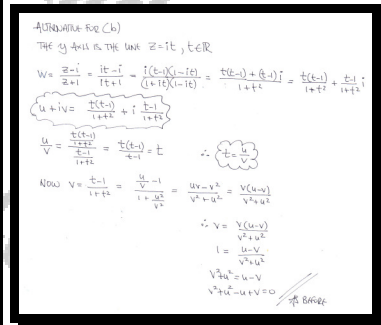 ALTERNATIVE FOR (b)
THE y AXIS IS THE LINE z=it, t∈ℝ
W= (z-i)/(z+1) = (it-i)/(it+1) = i(t-1)(1-it)/((1+it)(1-it)) = (t(t-1)+(t-1)i)/(1+t²) = t(t-1)/(1+t²) + (t-1)/(1+t²) i
u+iv= t(t-1)/(1+t²) + i (t-1)/(1+t²)
u/v = (t(t-1)/(1+t²))/((t-1)/(1+t²)) = t(t-1)/(t-1) = t ∴ t=u/v
NOW V= (t-1)/(1+t²) = (u/v -1)/(1+ u²/v²) = (uv-v²)/(v²+u²) = v(u-v)/(v²+u²)
∴ v= v(u-v)/(v²+u²)
1= (u-v)/(v²+u²)
v²+u² = u-v
v²+u²-u+v=0
AS BEFORE